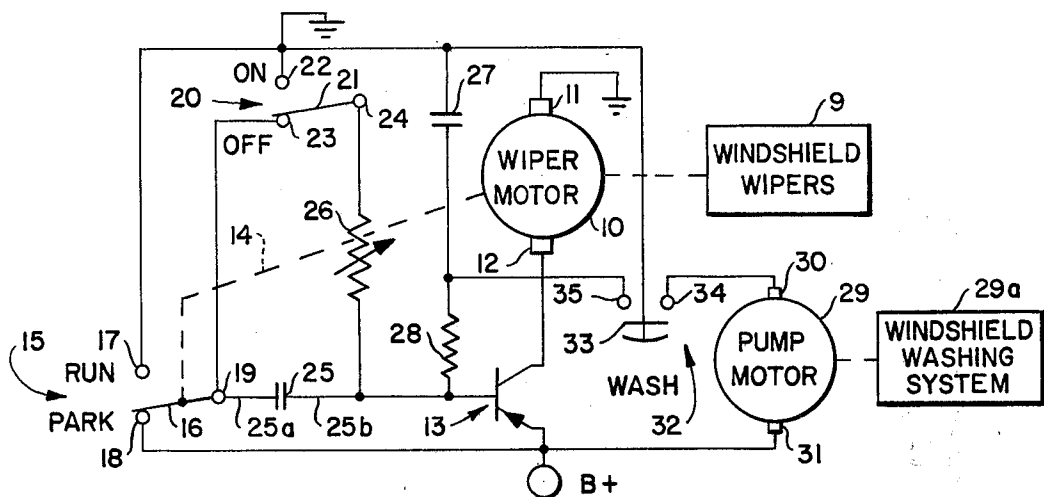 ON
22
21
20
23
24
OFF
27
11
WIPER
MOTOR
10
12
9
WINDSHIELD
WIPERS
26
14
15
17
RUN
PARK
16
18
19
25
25a
25b
28
13
35
34
33
WASH
32
30
29
PUMP
MOTOR
31
29a
WINDSHIELD
WASHING
SYSTEM
B+